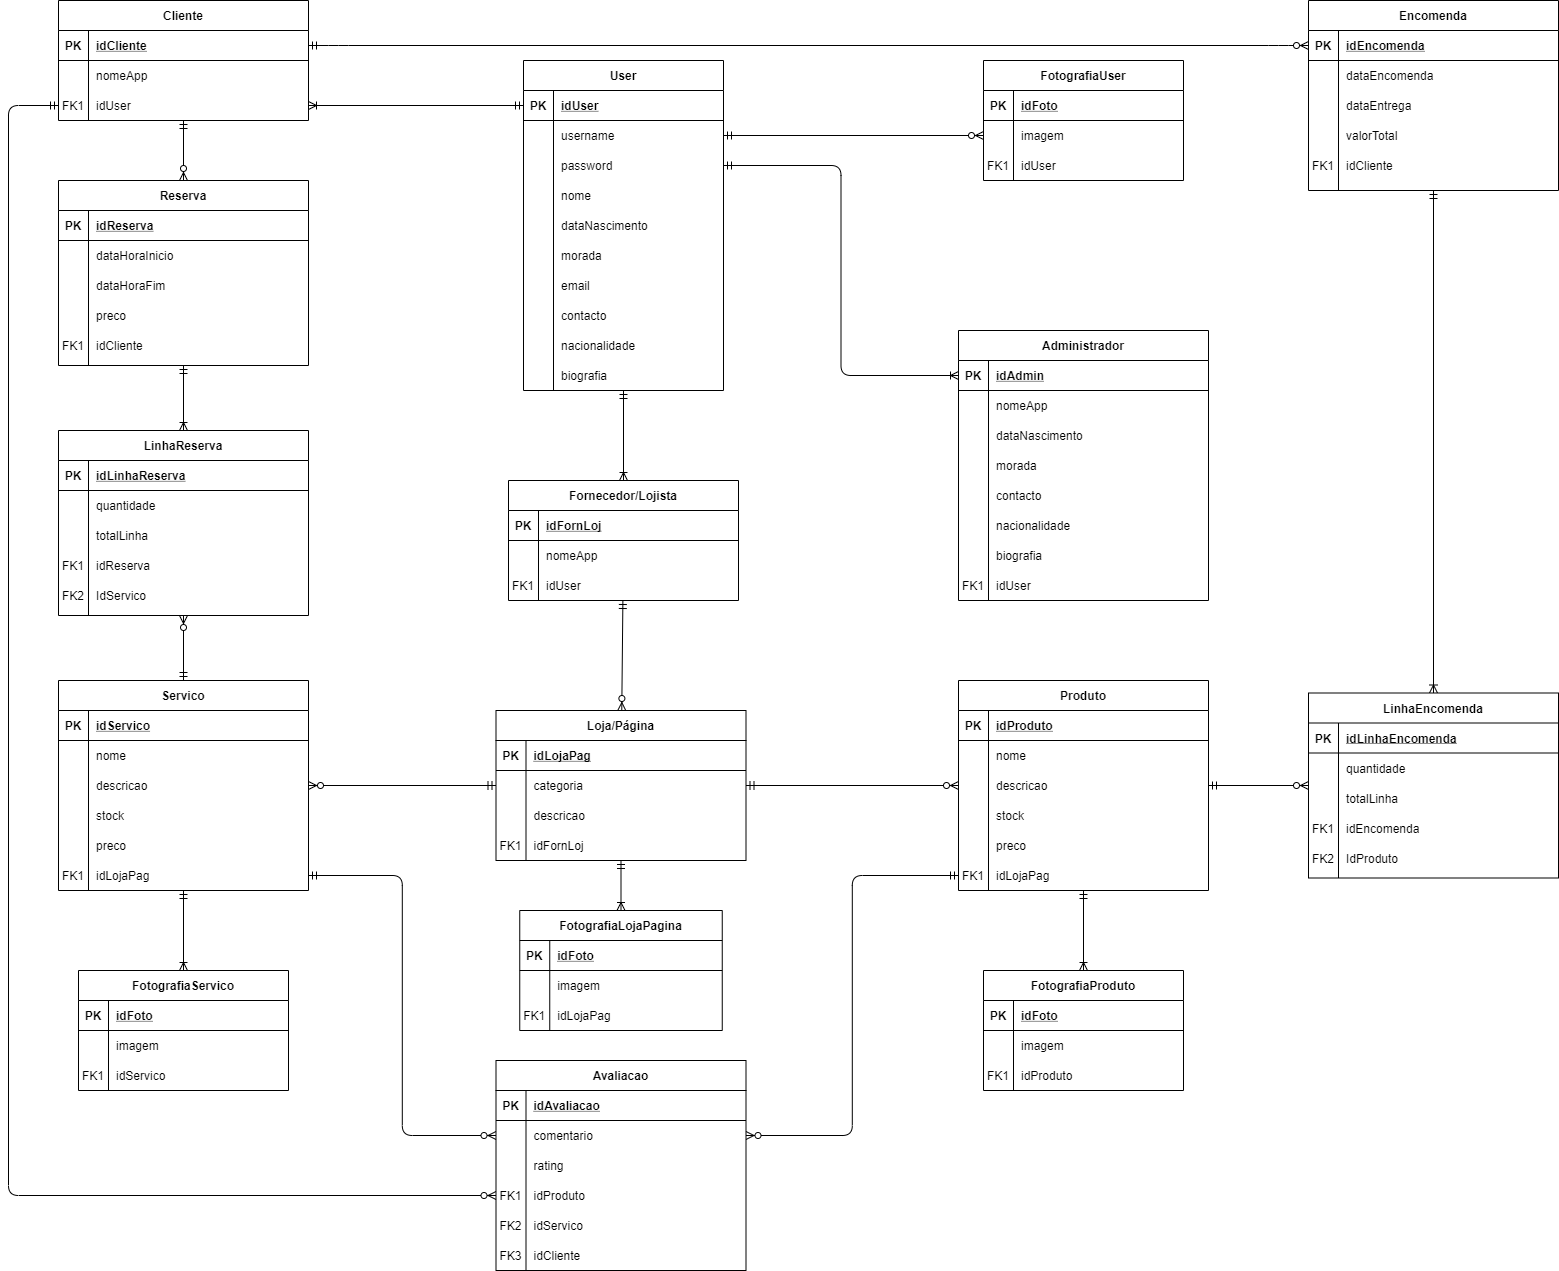 Cliente
PK idCliente
nomeApp
FK1 idUser
Encomenda
PK idEncomenda
dataEncomenda
dataEntrega
valorTotal
FK1 idCliente
User
PK idUser
username
password
nome
dataNascimento
morada
email
contacto
nacionalidade
biografia
FotografiaUser
PK idFoto
imagem
FK1 idUser
Reserva
PK idReserva
dataHoraInicio
dataHoraFim
preco
FK1 idCliente
Administrador
PK idAdmin
nomeApp
dataNascimento
morada
contacto
nacionalidade
biografia
FK1 idUser
LinhaReserva
PK idLinhaReserva
quantidade
totalLinha
FK1 idReserva
FK2 IdServico
Fornecedor/Lojista
PK idFornLoj
nomeApp
FK1 idUser
Servico
PK idServico
nome
descricao
stock
preco
FK1 idLojaPag
Loja/Página
PK idLojaPag
categoria
descricao
FK1 idFornLoj
Produto
PK idProduto
nome
descricao
stock
preco
FK1 idLojaPag
LinhaEncomenda
PK idLinhaEncomenda
quantidade
totalLinha
FK1 idEncomenda
FK2 IdProduto
FotografiaServico
PK idFoto
imagem
FK1 idServico
FotografiaLojaPagina
PK idFoto
imagem
FK1 idLojaPag
FotografiaProduto
PK idFoto
imagem
FK1 idProduto
Avaliacao
PK idAvaliacao
comentario
rating
FK1 idProduto
FK2 idServico
FK3 idCliente